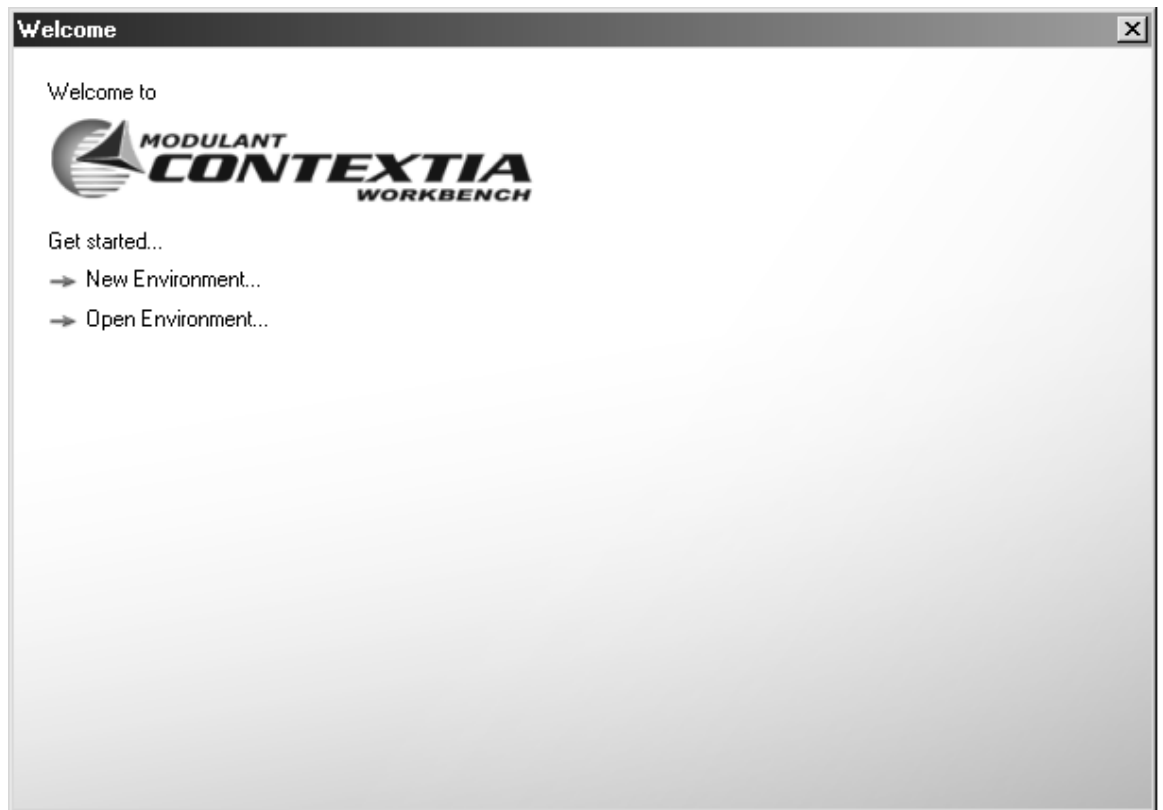 Welcome
Welcome to
MODULANT
CONTEXTIA
WORKBENCH
Get started...
New Environment...
Open Environment...